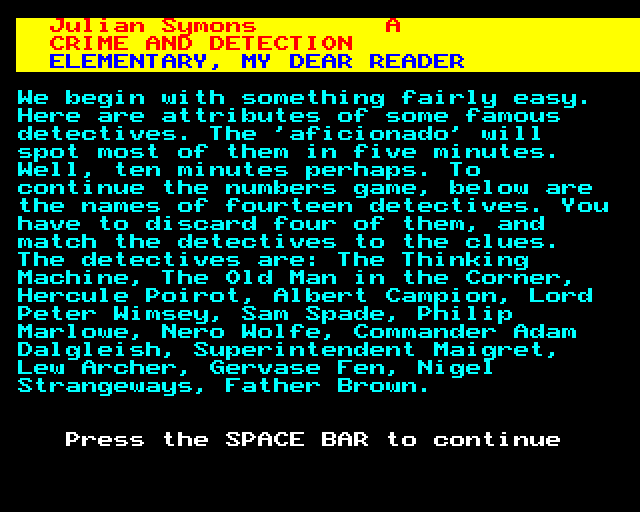 Julian Symons A
CRIME AND DETECTION
ELEMENTARY, MY DEAR READER
We begin with something fairly easy.
Here are attributes of some famous
detectives. The 'aficionado' will
spot most of them in five minutes.
Well, ten minutes perhaps. To
continue the numbers game, below are
the names of fourteen detectives. You
have to discard four of them, and
match the detectives to the clues.
The detectives are: The Thinking
Machine, The Old Man in the Corner,
Hercule Poirot, Albert Campion, Lord
Peter Wimsey, Sam Spade, Philip
Marlowe, Nero Wolfe, Commander Adam
Dalgleish, Superintendent Maigret,
Lew Archer, Gervase Fen, Nigel
Strangeways, Father Brown.
Press the SPACE BAR to continue